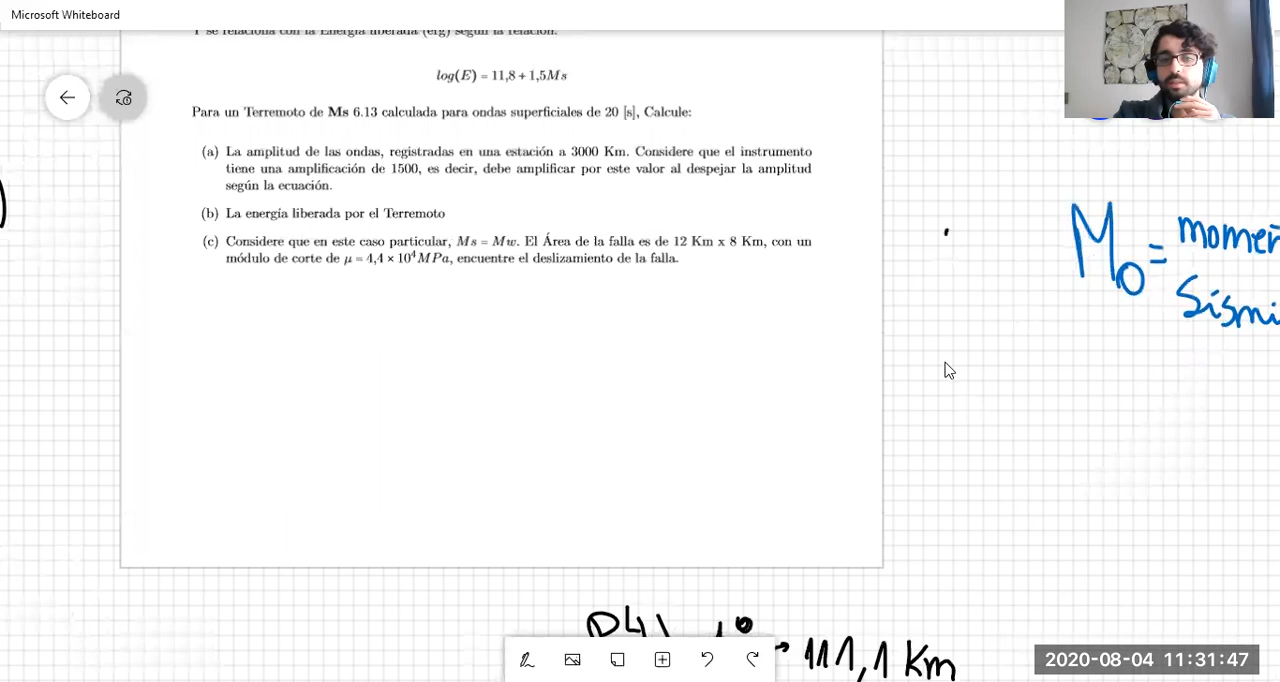 Microsoft Whiteboard
Y se relaciona con la Energía liberada (erg) según la relación:
log(E) = 11,8 + 1,5Ms
Para un Terremoto de Ms 6.13 calculada para ondas superficiales de 20 [s], Calcule:
(a) La amplitud de las ondas, registradas en una estación a 3000 Km. Considere que el instrumento
tiene una amplificación de 1500, es decir, debe amplificar por este valor al despejar la amplitud
según la ecuación.
(b) La energía liberada por el Terremoto
(c) Considere que en este caso particular, Ms = Mw. El Área de la falla es de 12 Km x 8 Km, con un
módulo de corte de μ = 4,4 × 10⁴MPa, encuentre el deslizamiento de la falla.
M₀ = momen
Sísmi
1° → 111,1 Km
2020-08-04 11:31:47